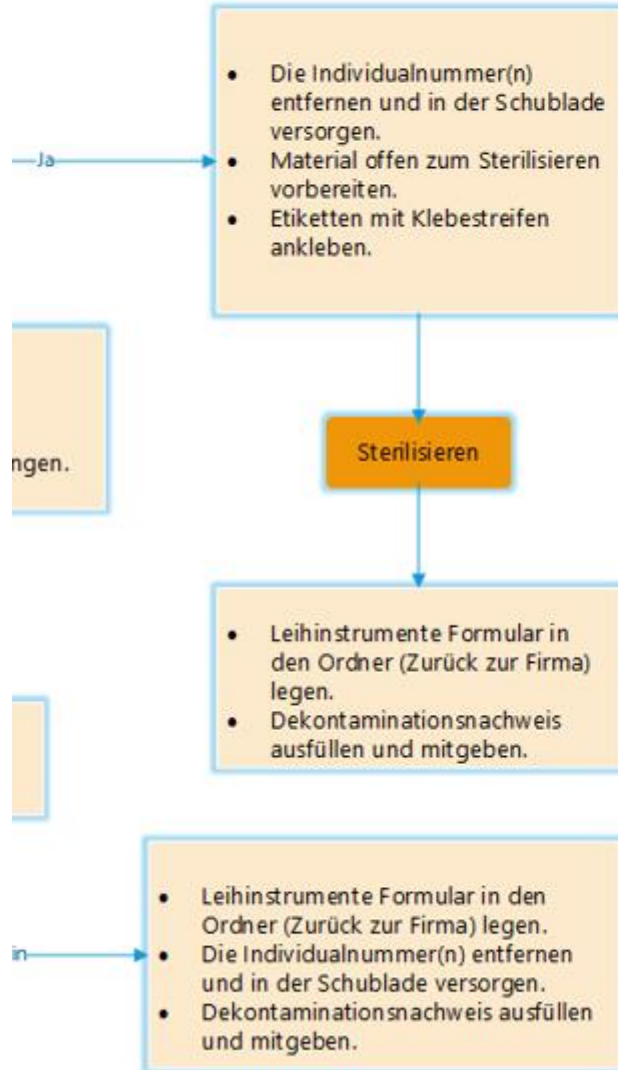 • Die Individualnummer(n)
entfernen und in der Schublade
versorgen.
Ja
• Material offen zum Sterilisieren
vorbereiten.
• Etiketten mit Klebestreifen
ankleben.
ngen.
Sterilisieren
• Leihinstrumente Formular in
den Ordner (Zurück zur Firma)
legen.
• Dekontaminationsnachweis
ausfüllen und mitgeben.
• Leihinstrumente Formular in den
Ordner (Zurück zur Firma) legen.
in
• Die Individualnummer(n) entfernen
und in der Schublade versorgen.
• Dekontaminationsnachweis ausfüllen
und mitgeben.